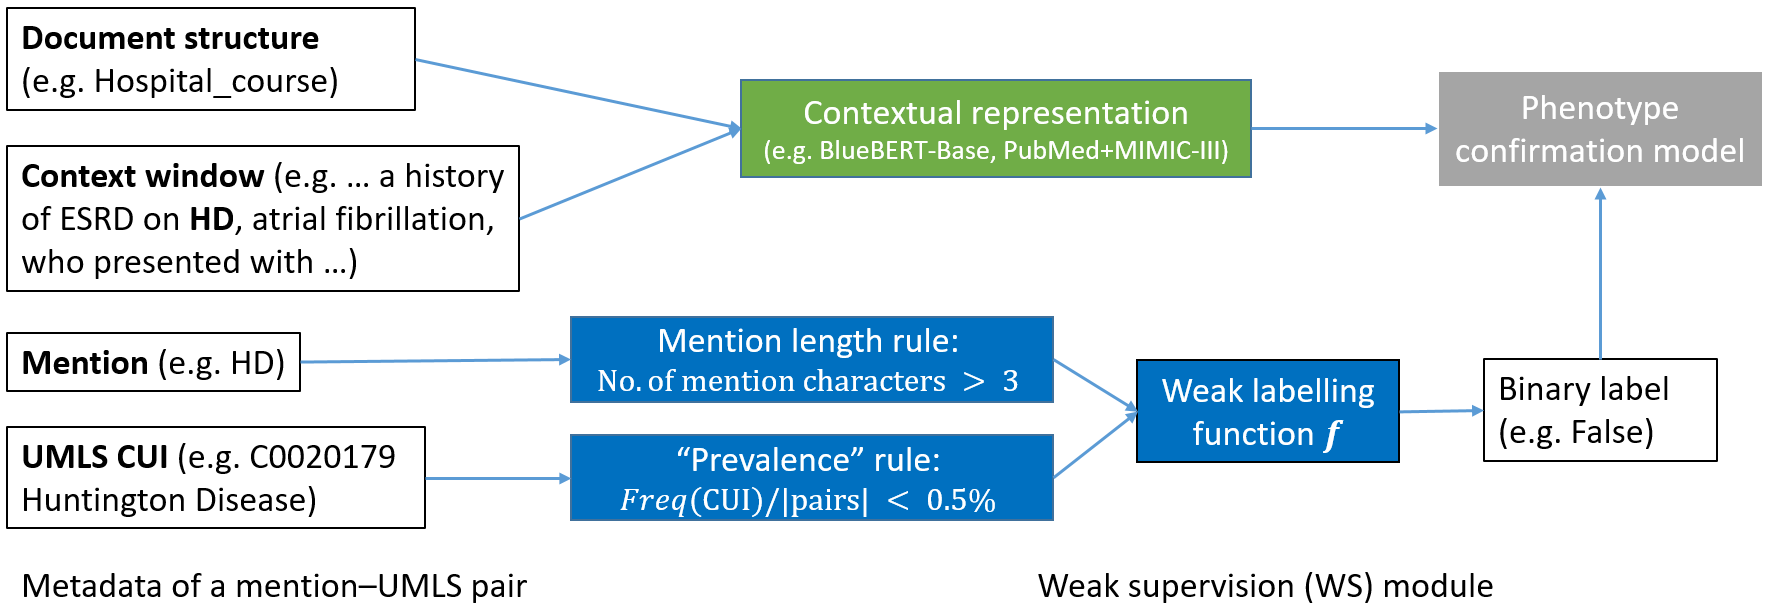 Document structure
(e.g. Hospital_course)
Context window (e.g. … a history
of ESRD on HD, atrial fibrillation,
who presented with …)
Mention (e.g. HD)
UMLS CUI (e.g. C0020179
Huntington Disease)
Metadata of a mention–UMLS pair
Contextual representation
(e.g. BlueBERT-Base, PubMed+MIMIC-III)
Mention length rule:
No. of mention characters > 3
“Prevalence” rule:
Freq(CUI)/|pairs| < 0.5%
Weak labelling
function f
Phenotype
confirmation model
Binary label
(e.g. False)
Weak supervision (WS) module